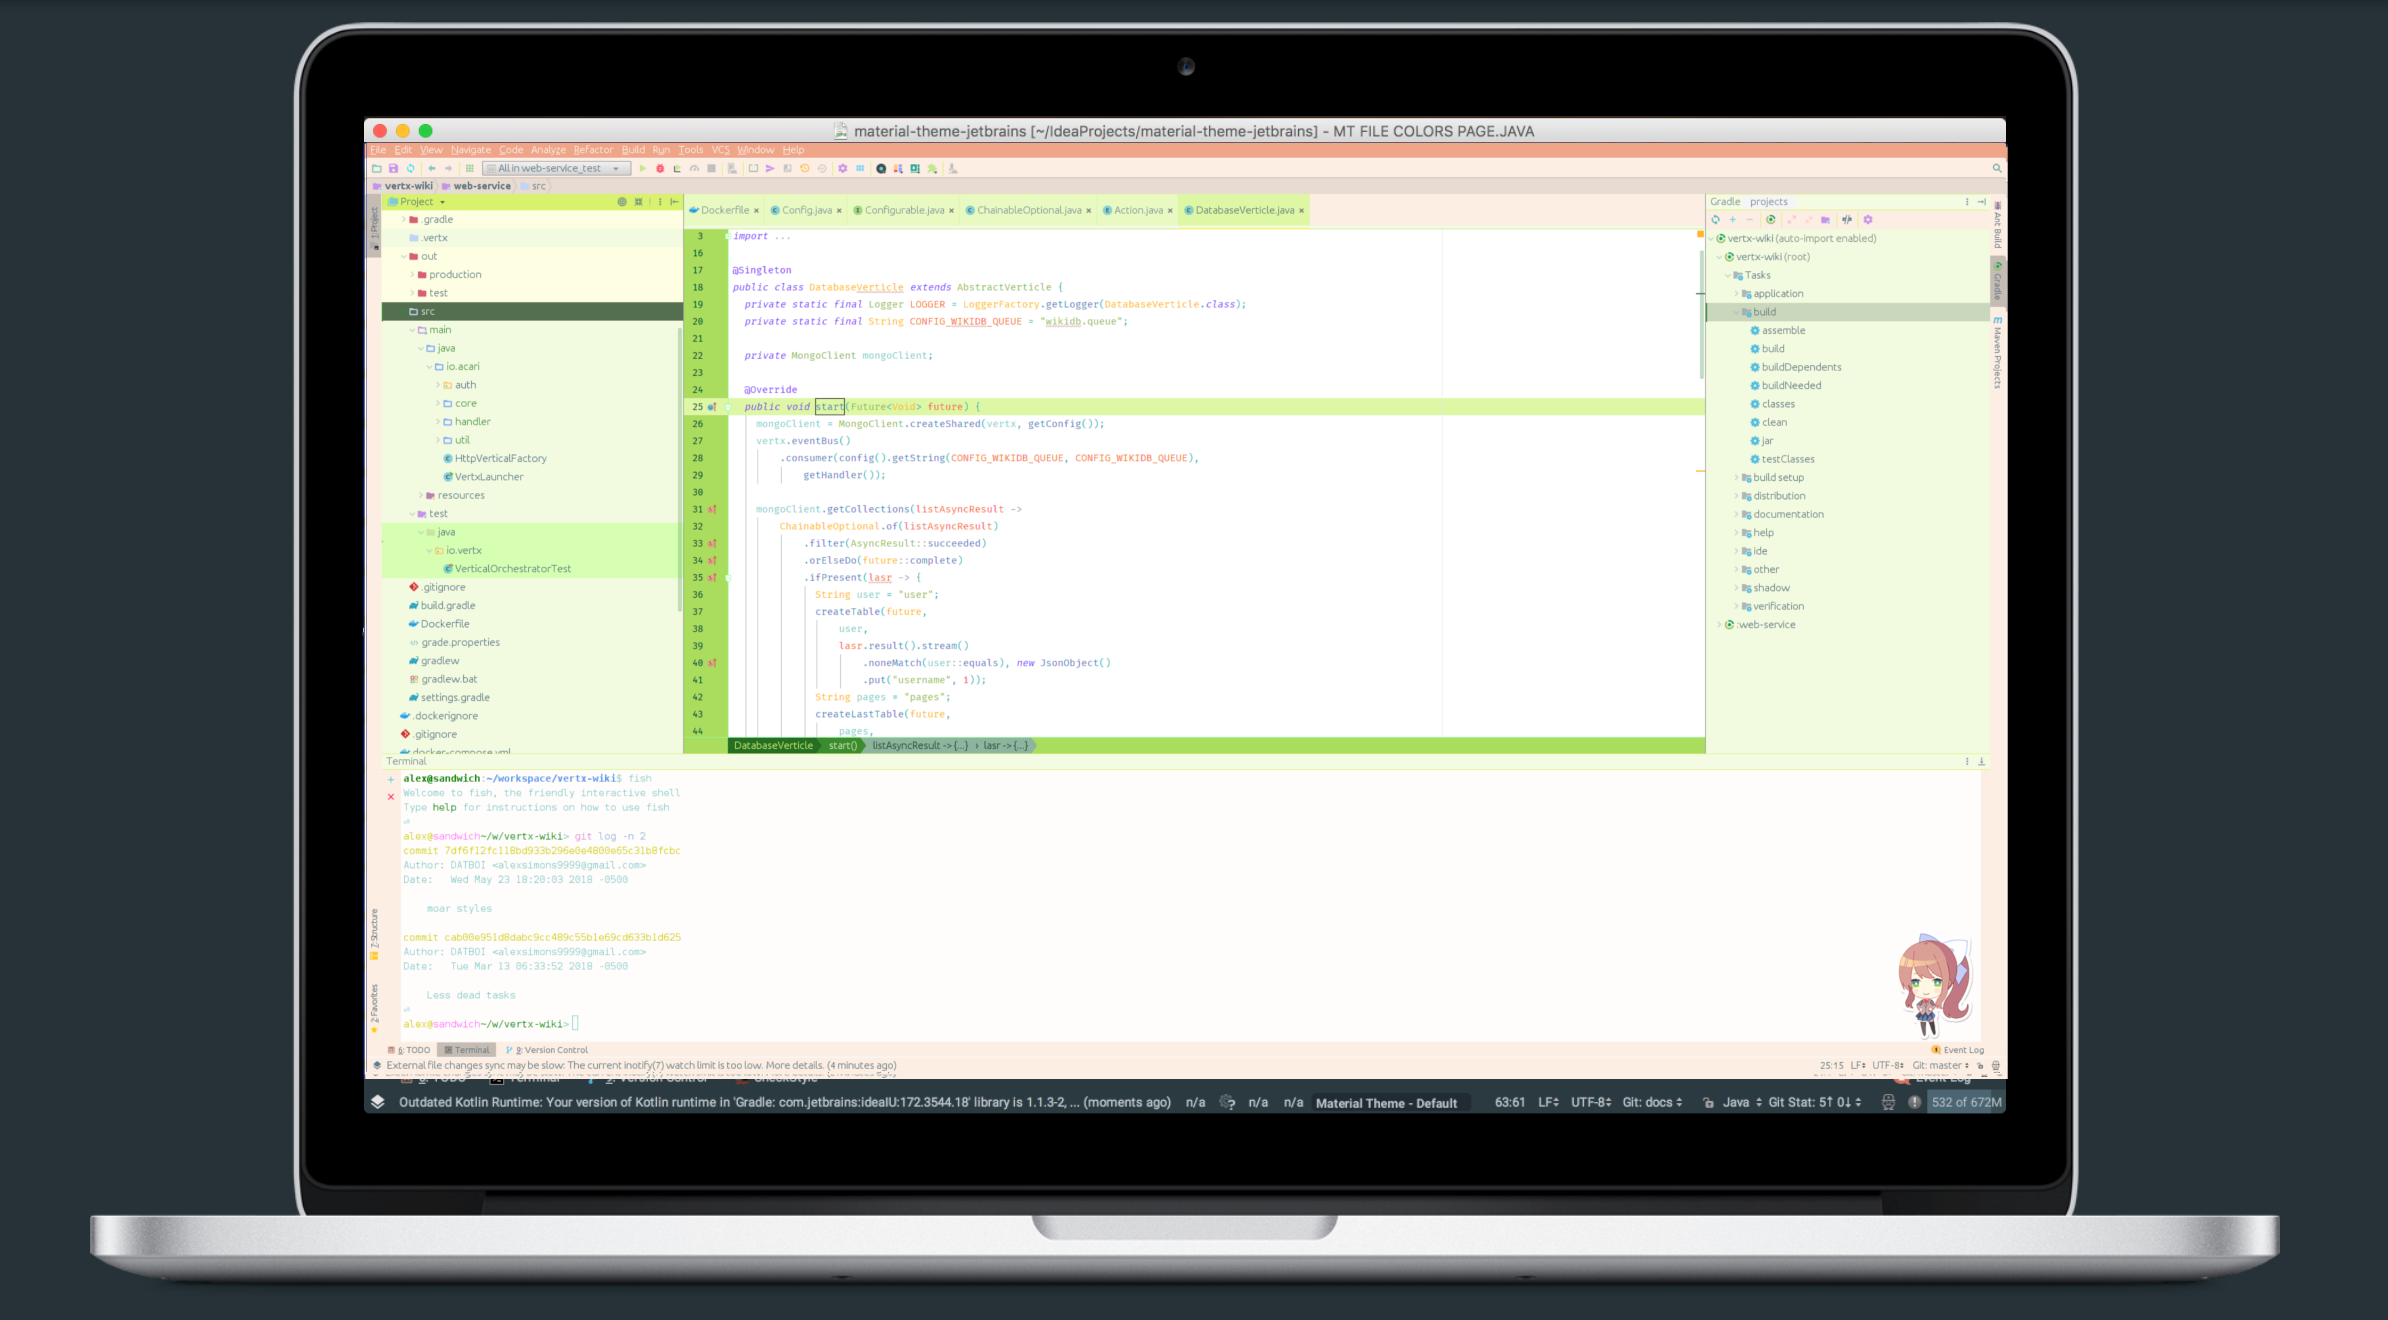 material-theme-jetbrains [~/IdeaProjects/material-theme-jetbrains] - MT FILE COLORS PAGE.JAVA
File Edit View Navigate Code Analyze Refactor Build Run Tools VCS Window Help
All in web-service_test
vertx-wiki web-service src
1: Project
Project
.gradle
.vertx
out
production
test
src
main
java
io.acari
auth
core
handler
util
HttpVerticalFactory
VertxLauncher
resources
test
java
io.vertx
VerticalOrchestratorTest
.gitignore
build.gradle
Dockerfile
grade.properties
gradlew
gradlew.bat
settings.gradle
.dockerignore
.gitignore
docker-compose.yml
Dockerfile Config.java Configurable.java ChainableOptional.java Action.java DatabaseVerticle.java
3 import ...
16
17 @Singleton
18 public class DatabaseVerticle extends AbstractVerticle {
19 private static final Logger LOGGER = LoggerFactory.getLogger(DatabaseVerticle.class);
20 private static final String CONFIG_WIKIDB_QUEUE = "wikidb.queue";
21
22 private MongoClient mongoClient;
23
24 @Override
25 public void start(Future<Void> future) {
26 mongoClient = MongoClient.createShared(vertx, getConfig());
27 vertx.eventBus()
28 .consumer(config().getString(CONFIG_WIKIDB_QUEUE, CONFIG_WIKIDB_QUEUE),
29 getHandler());
30
31 mongoClient.getCollections(listAsyncResult ->
32 ChainableOptional.of(listAsyncResult)
33 .filter(AsyncResult::succeeded)
34 .orElseDo(future::complete)
35 .ifPresent(lasr -> {
36 String user = "user";
37 createTable(future,
38 user,
39 lasr.result().stream()
40 .noneMatch(user::equals), new JsonObject()
41 .put("username", 1));
42 String pages = "pages";
43 createLastTable(future,
44 pages,
DatabaseVerticle start() listAsyncResult -> {...} › lasr -> {...}
Gradle projects
vertx-wiki (auto-import enabled)
vertx-wiki (root)
Tasks
application
build
assemble
build
buildDependents
buildNeeded
classes
clean
jar
testClasses
build setup
distribution
documentation
help
ide
other
shadow
verification
:web-service
Ant Build
Gradle
Maven Projects
Terminal
alex@sandwich:~/workspace/vertx-wiki$ fish
Welcome to fish, the friendly interactive shell
Type help for instructions on how to use fish
⏎
alex@sandwich~/w/vertx-wiki> git log -n 2
commit 7df6f12fc118bd933b296e0e4800e65c31b8fcbc
Author: DATBOI <alexsimons9999@gmail.com>
Date: Wed May 23 18:20:03 2018 -0500
moar styles
commit cab00e951d8dabc9cc489c55b1e69cd633b1d625
Author: DATBOI <alexsimons9999@gmail.com>
Date: Tue Mar 13 06:33:52 2018 -0500
Less dead tasks
⏎
alex@sandwich~/w/vertx-wiki>
7: Structure
2: Favorites
6: TODO Terminal 9: Version Control Event Log
External file changes sync may be slow: The current inotify(7) watch limit is too low. More details. (4 minutes ago) 25:15 LF UTF-8 Git: master
6: TODO Terminal 9: Version Control CheckStyle Event Log
Outdated Kotlin Runtime: Your version of Kotlin runtime in 'Gradle: com.jetbrains:ideaIU:172.3544.18' library is 1.1.3-2, ... (moments ago) n/a n/a n/a Material Theme - Default 63:61 LF UTF-8 Git: docs Java Git Stat: 5↑ 0↓ 532 of 672M